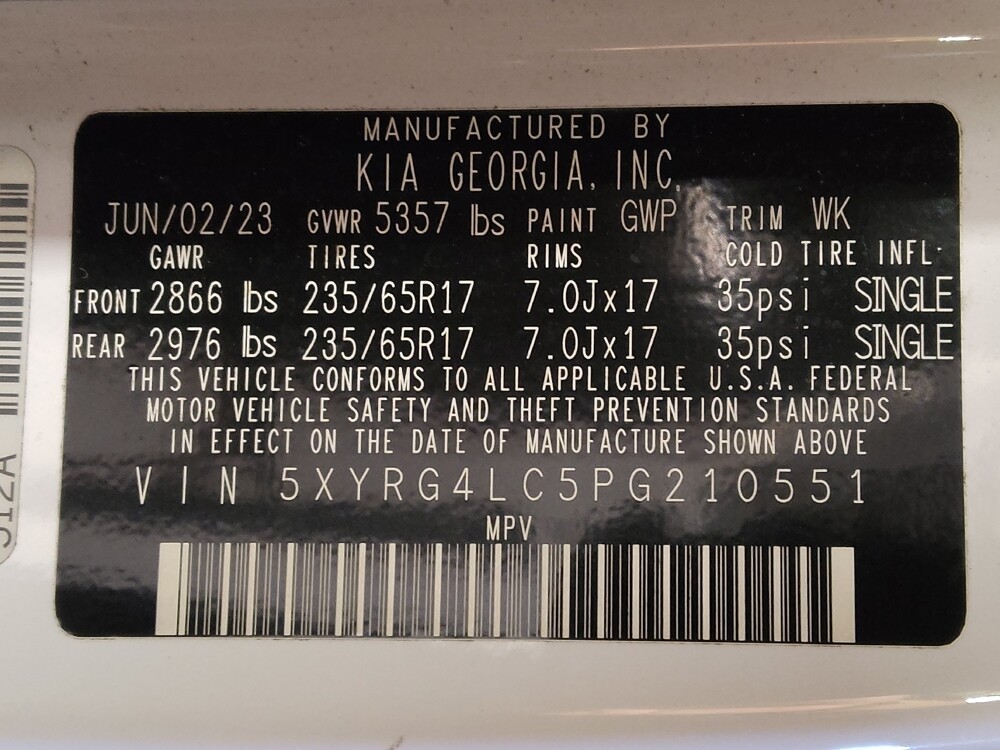 MANUFACTURED BY
KIA GEORGIA, INC.
JUN/02/23 GVWR 5357 lbs PAINT GWP TRIM WK
GAWR TIRES RIMS COLD TIRE INFL.
FRONT 2866 lbs 235/65R17 7.0Jx17 35psi SINGLE
REAR 2976 lbs 235/65R17 7.0Jx17 35psi SINGLE
THIS VEHICLE CONFORMS TO ALL APPLICABLE U.S.A. FEDERAL
MOTOR VEHICLE SAFETY AND THEFT PREVENTION STANDARDS
IN EFFECT ON THE DATE OF MANUFACTURE SHOWN ABOVE
VIN 5XYRG4LC5PG210551
MPV